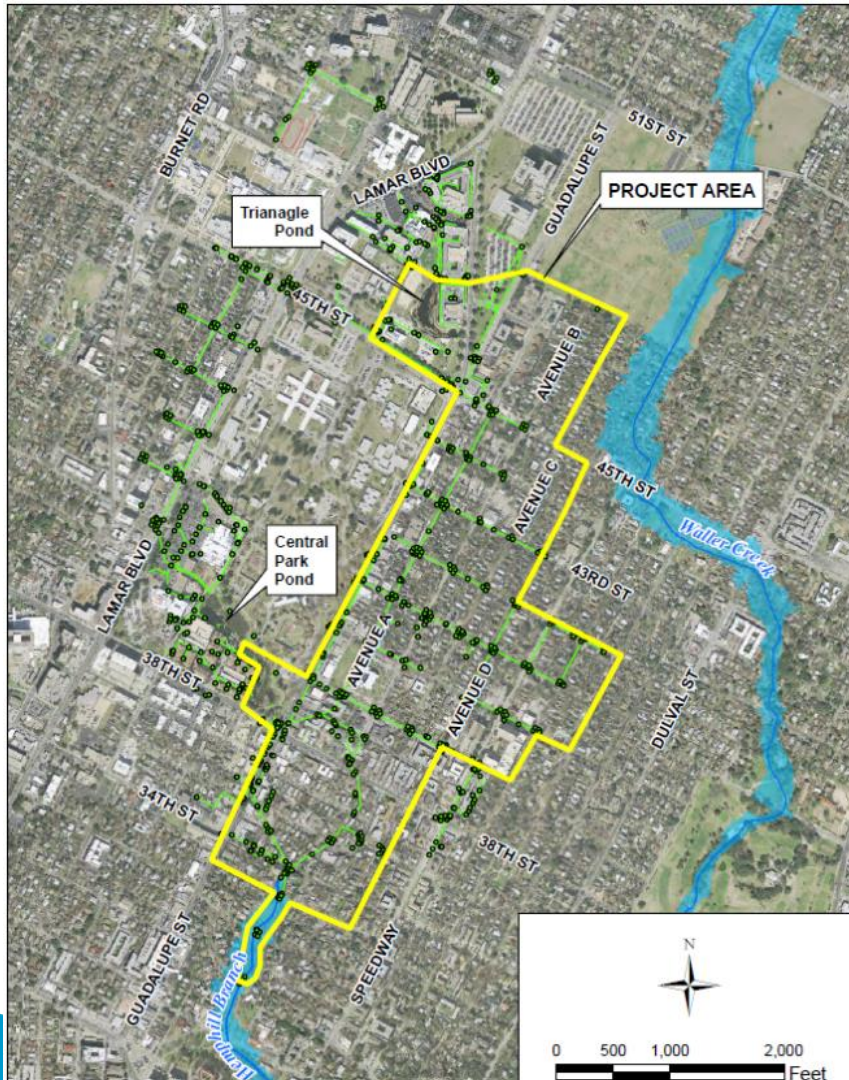 BURNET RD
51ST ST
LAMAR BLVD
GUADALUPE ST
PROJECT AREA
Trianagle
Pond
45TH ST
AVENUE B
AVENUE C
45TH ST
Waller Creek
Central
Park
Pond
43RD ST
LAMAR BLVD
AVENUE A
38TH ST
AVENUE D
DULVAL ST
34TH ST
38TH ST
GUADALUPE ST
SPEEDWAY
Hemphill Branch
N
0 500 1,000 2,000
Feet